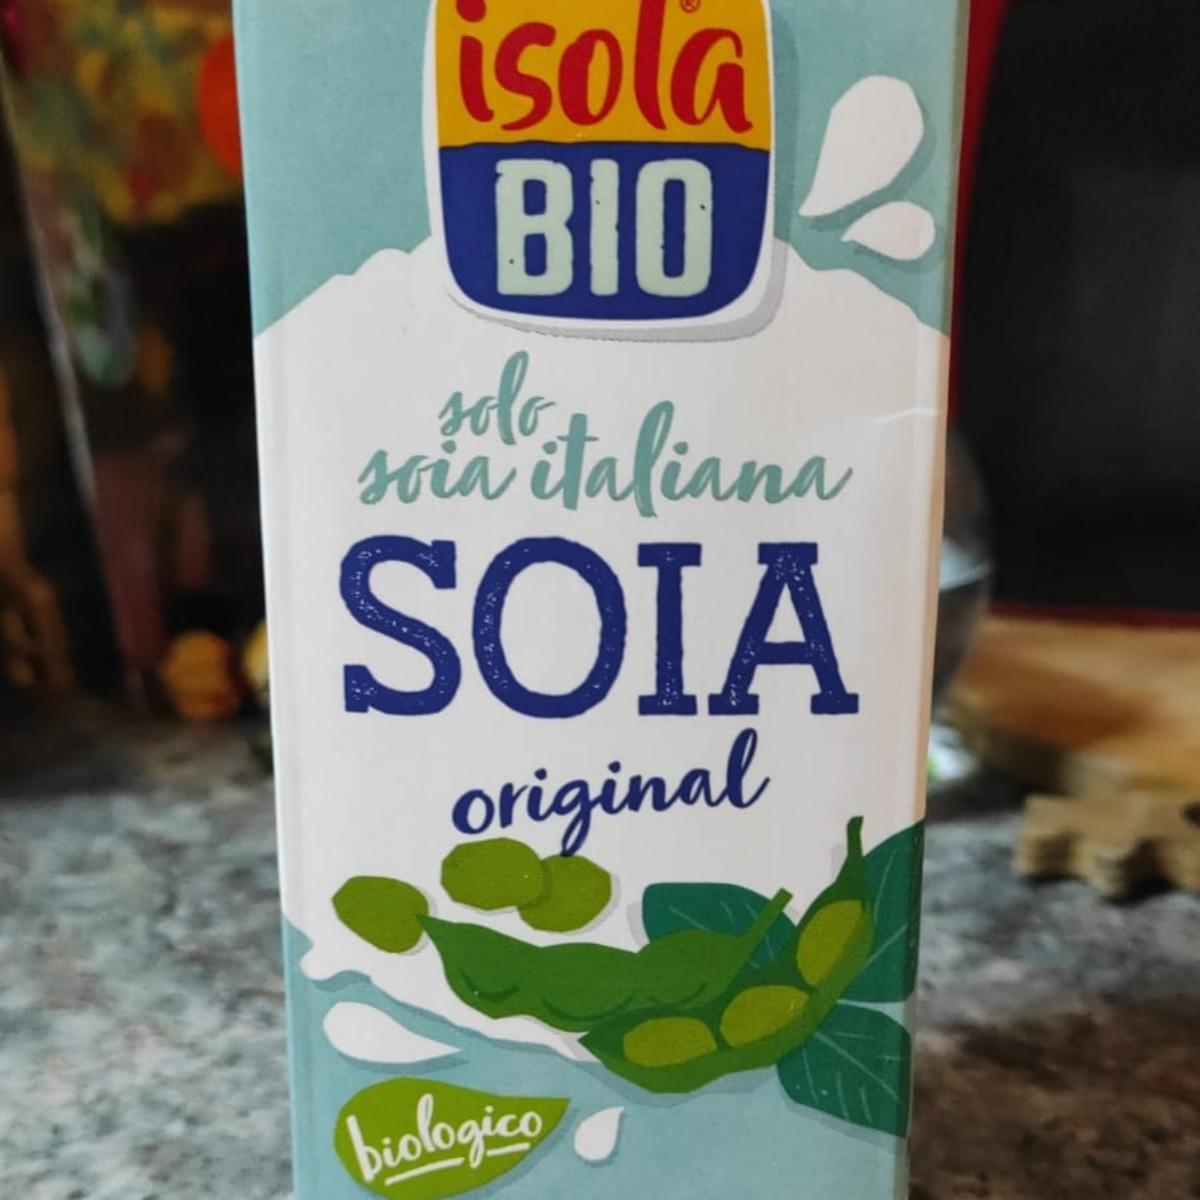 isola®
BIO
solo
soia italiana
SOIA
original
biologico